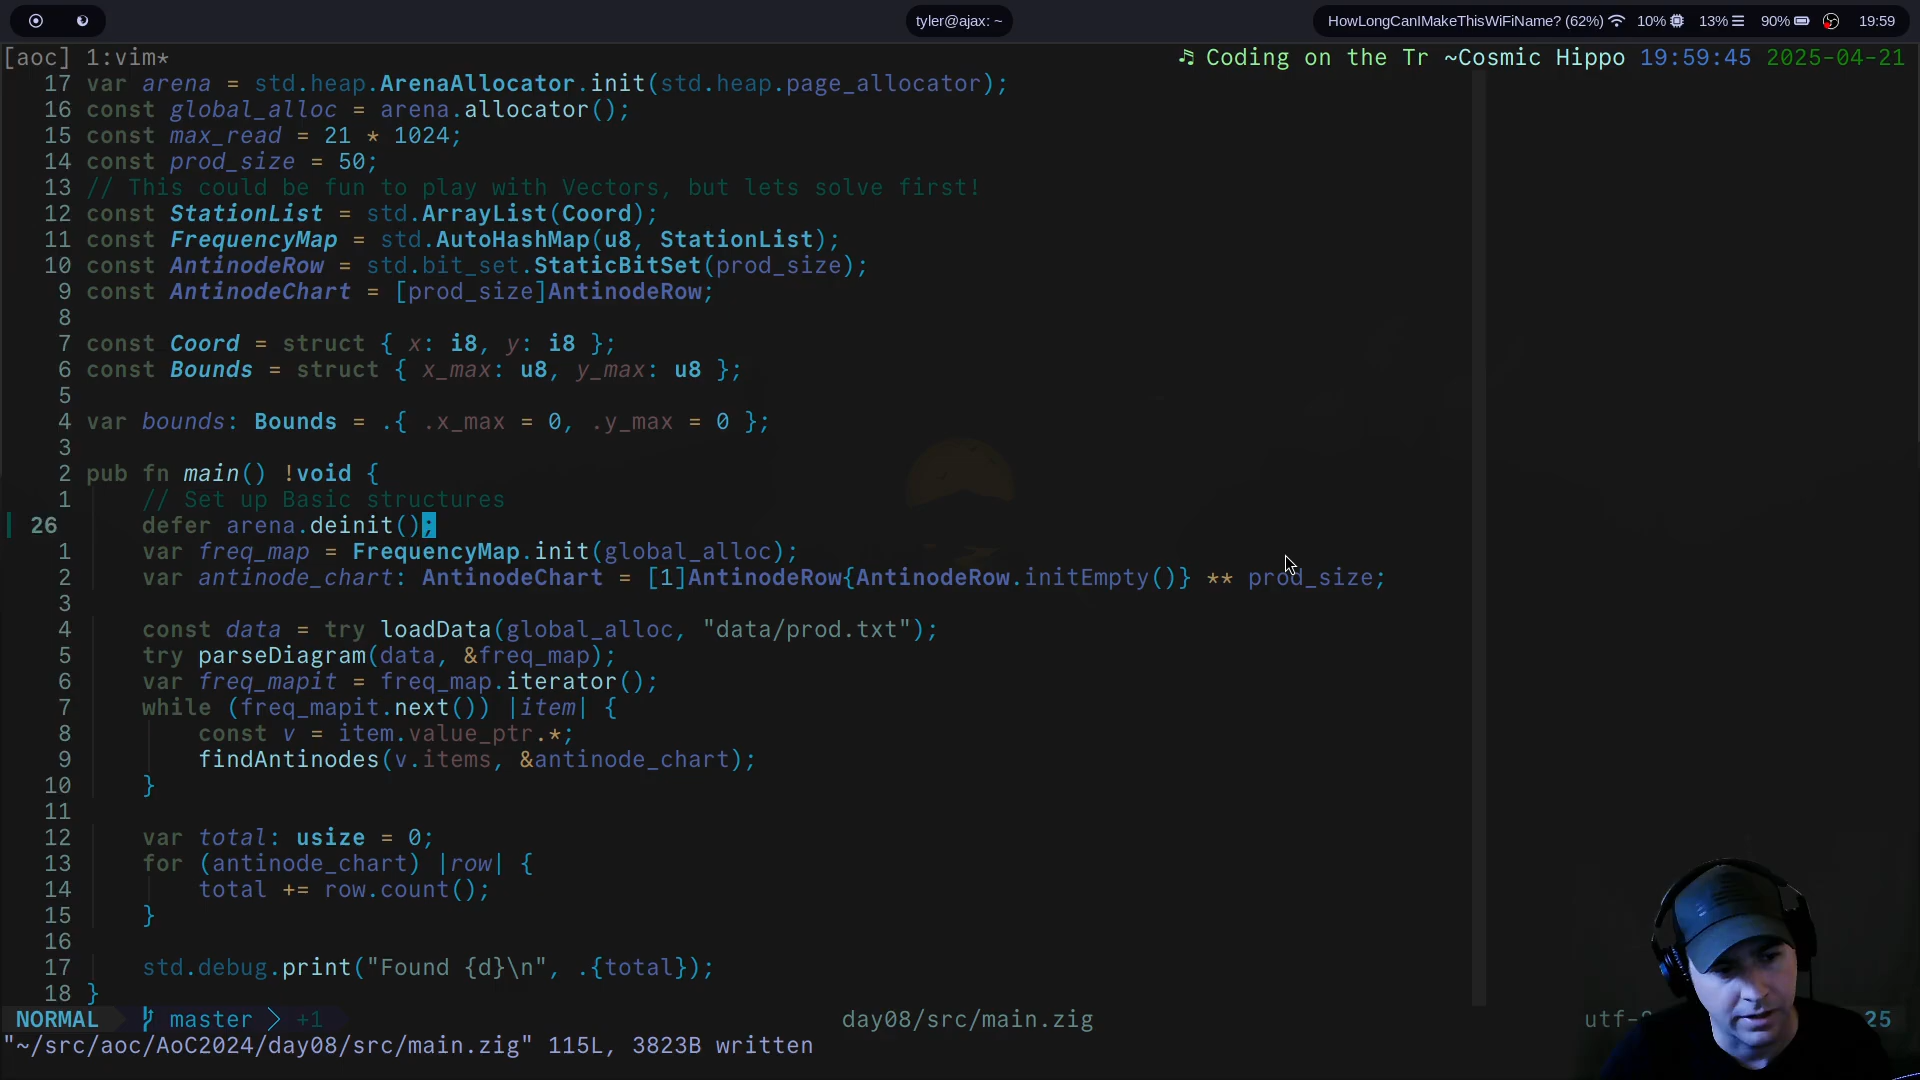 tyler@ajax: ~
HowLongCanIMakeThisWiFiName? (62%) 10% 13% 90% 19:59
[aoc] 1:vim* ♬ Coding on the Tr ~Cosmic Hippo 19:59:45 2025-04-21
17 var arena = std.heap.ArenaAllocator.init(std.heap.page_allocator);
16 const global_alloc = arena.allocator();
15 const max_read = 21 * 1024;
14 const prod_size = 50;
13 // This could be fun to play with Vectors, but lets solve first!
12 const StationList = std.ArrayList(Coord);
11 const FrequencyMap = std.AutoHashMap(u8, StationList);
10 const AntinodeRow = std.bit_set.StaticBitSet(prod_size);
9 const AntinodeChart = [prod_size]AntinodeRow;
8
7 const Coord = struct { x: i8, y: i8 };
6 const Bounds = struct { x_max: u8, y_max: u8 };
5
4 var bounds: Bounds = .{ .x_max = 0, .y_max = 0 };
3
2 pub fn main() !void {
1 // Set up Basic structures
26 defer arena.deinit();
1 var freq_map = FrequencyMap.init(global_alloc);
2 var antinode_chart: AntinodeChart = [1]AntinodeRow{AntinodeRow.initEmpty()} ** prod_size;
3
4 const data = try loadData(global_alloc, "data/prod.txt");
5 try parseDiagram(data, &freq_map);
6 var freq_mapit = freq_map.iterator();
7 while (freq_mapit.next()) |item| {
8 const v = item.value_ptr.*;
9 findAntinodes(v.items, &antinode_chart);
10 }
11
12 var total: usize = 0;
13 for (antinode_chart) |row| {
14 total += row.count();
15 }
16
17 std.debug.print("Found {d}\n", .{total});
18 }
NORMAL master > +1 day08/src/main.zig 25
"~/src/aoc/AoC2024/day08/src/main.zig" 115L, 3823B written